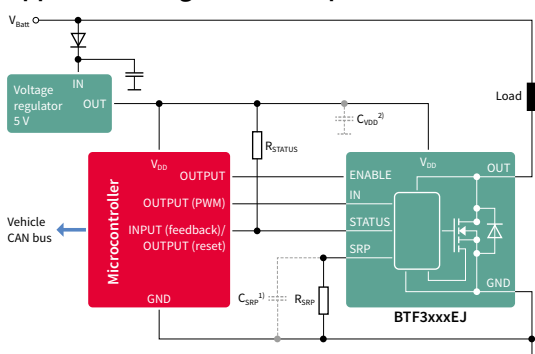 V_Batt
IN
Voltage
regulator
5 V
OUT
C_VDD 2)
Load
R_STATUS
V_DD
V_DD
OUT
OUTPUT
ENABLE
OUTPUT (PWM)
IN
Microcontroller
INPUT (feedback)/
OUTPUT (reset)
STATUS
SRP
Vehicle
CAN bus
GND
C_SRP 1)
R_SRP
GND
BTF3xxxEJ